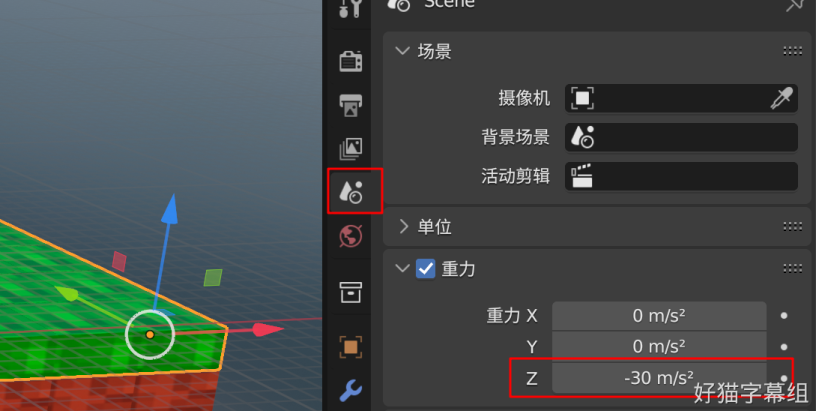 Scene
场景
摄像机
背景场景
活动剪辑
单位
重力
重力 X 0 m/s²
Y 0 m/s²
Z -30 m/s²
好猫字幕组